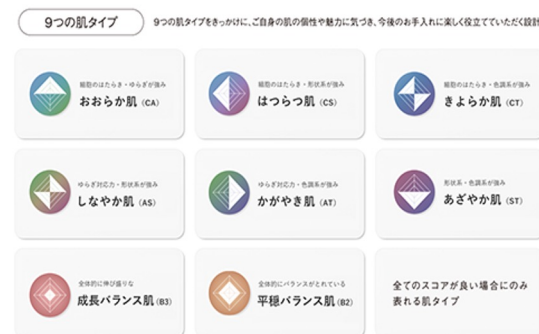 9つの肌タイプ
9つの肌タイプをきっかけに、ご自身の肌の個性や魅力に気づき、今後のお手入れに楽しく役立てていただく設計
細胞のはたらき・ゆらぎが強み
おおらか肌（CA）
細胞のはたらき・形状系が強み
はつらつ肌（CS）
細胞のはたらき・色調系が強み
きよらか肌（CT）
ゆらぎ対応力・形状系が強み
しなやか肌（AS）
ゆらぎ対応力・色調系が強み
かがやき肌（AT）
形状系・色調系が強み
あざやか肌（ST）
全体的に伸び盛りな
成長バランス肌（B3）
全体的にバランスがとれている
平穏バランス肌（B2）
全てのスコアが良い場合にのみ
表れる肌タイプ